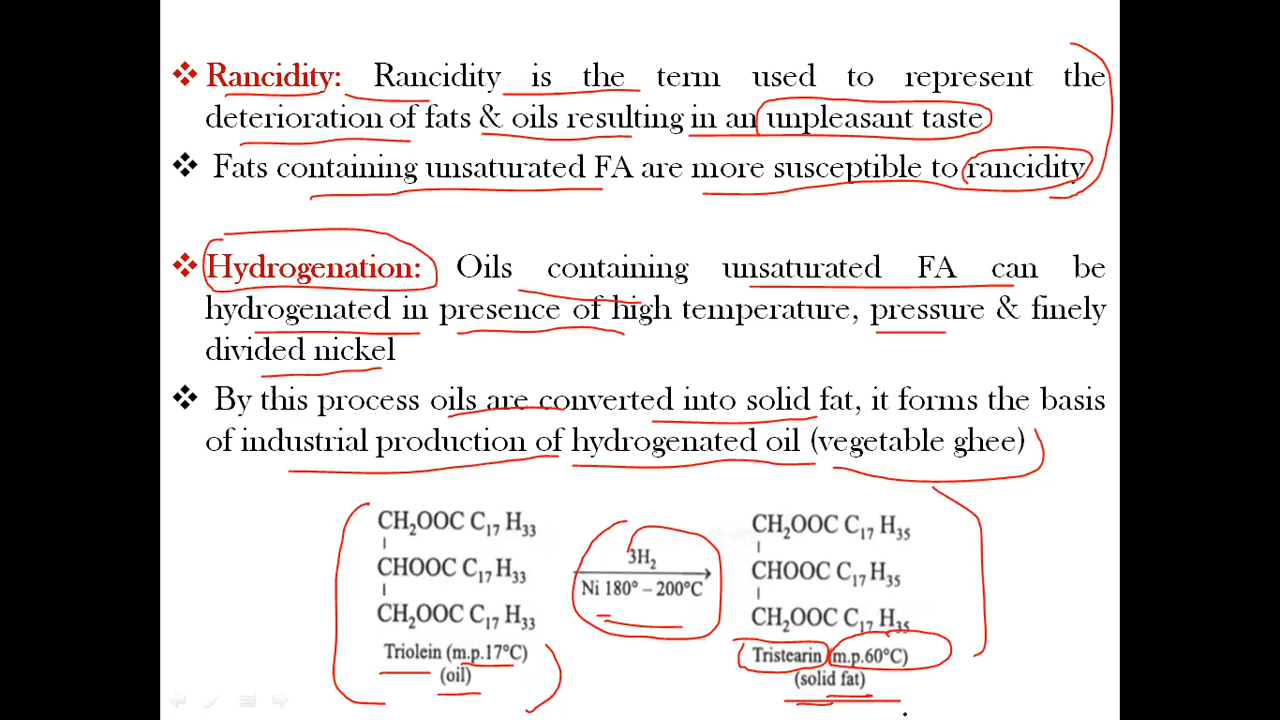 ❖ Rancidity: Rancidity is the term used to represent the
deterioration of fats & oils resulting in an unpleasant taste
❖ Fats containing unsaturated FA are more susceptible to rancidity
❖ Hydrogenation: Oils containing unsaturated FA can be
hydrogenated in presence of high temperature, pressure & finely
divided nickel
❖ By this process oils are converted into solid fat, it forms the basis
of industrial production of hydrogenated oil (vegetable ghee)
CH₂OOC C₁₇ H₃₃
CHOOC C₁₇ H₃₃
CH₂OOC C₁₇ H₃₃
Triolein (m.p.17°C)
(oil)
3H₂
Ni 180° – 200°C
CH₂OOC C₁₇ H₃₅
CHOOC C₁₇ H₃₅
CH₂OOC C₁₇ H₃₅
Tristearin (m.p.60°C)
(solid fat)